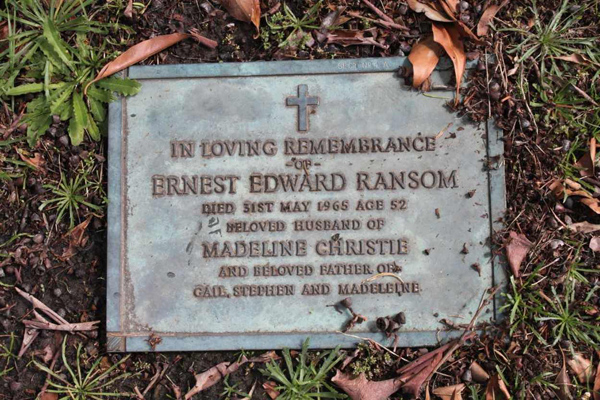 IN LOVING REMEMBRANCE
- OF -
ERNEST EDWARD RANSOM
DIED 31ST MAY 1965 AGE 52
BELOVED HUSBAND OF
MADELINE CHRISTIE
AND BELOVED FATHER OF
GAIL, STEPHEN AND MADELEINE.